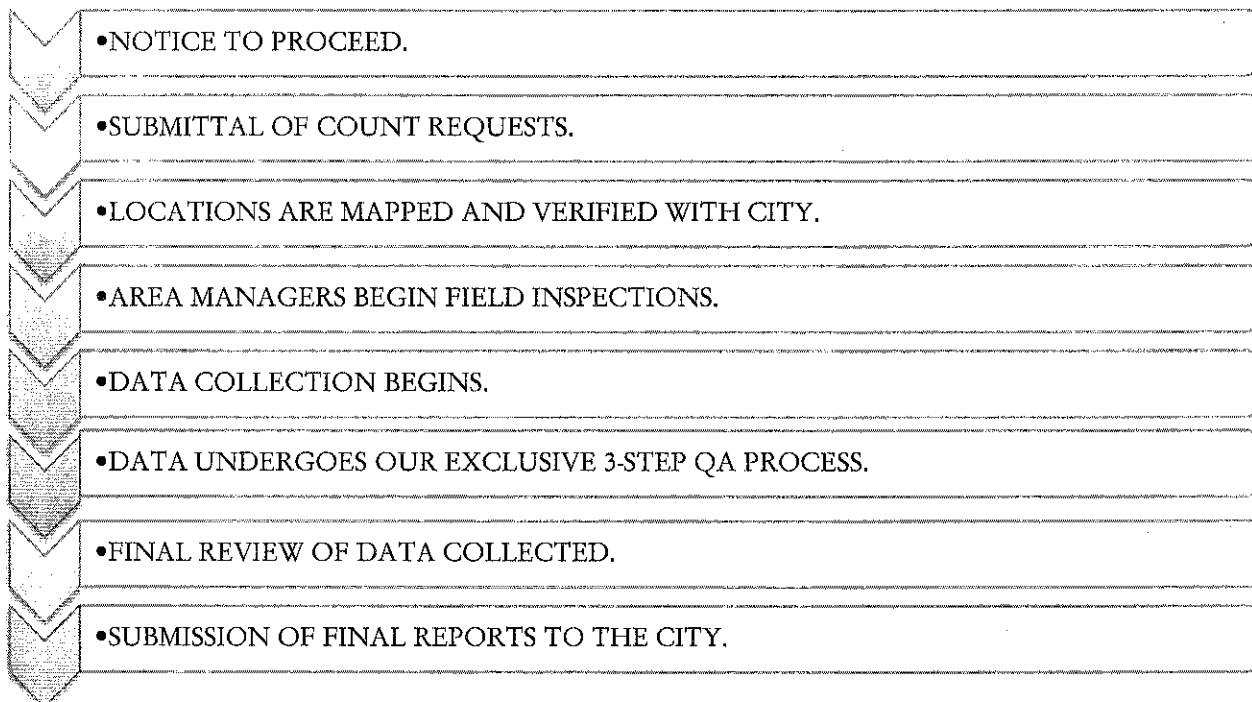 •NOTICE TO PROCEED.
•SUBMITTAL OF COUNT REQUESTS.
•LOCATIONS ARE MAPPED AND VERIFIED WITH CITY.
•AREA MANAGERS BEGIN FIELD INSPECTIONS.
•DATA COLLECTION BEGINS.
•DATA UNDERGOES OUR EXCLUSIVE 3-STEP QA PROCESS.
•FINAL REVIEW OF DATA COLLECTED.
•SUBMISSION OF FINAL REPORTS TO THE CITY.